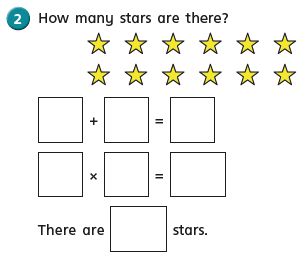 2 How many stars are there?
+ =
× =
There are stars.